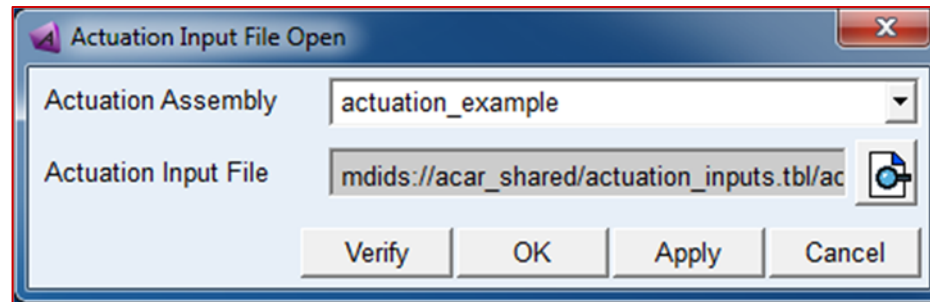 Actuation Input File Open
Actuation Assembly actuation_example
Actuation Input File mdids://acar_shared/actuation_inputs.tbl/ac
Verify OK Apply Cancel